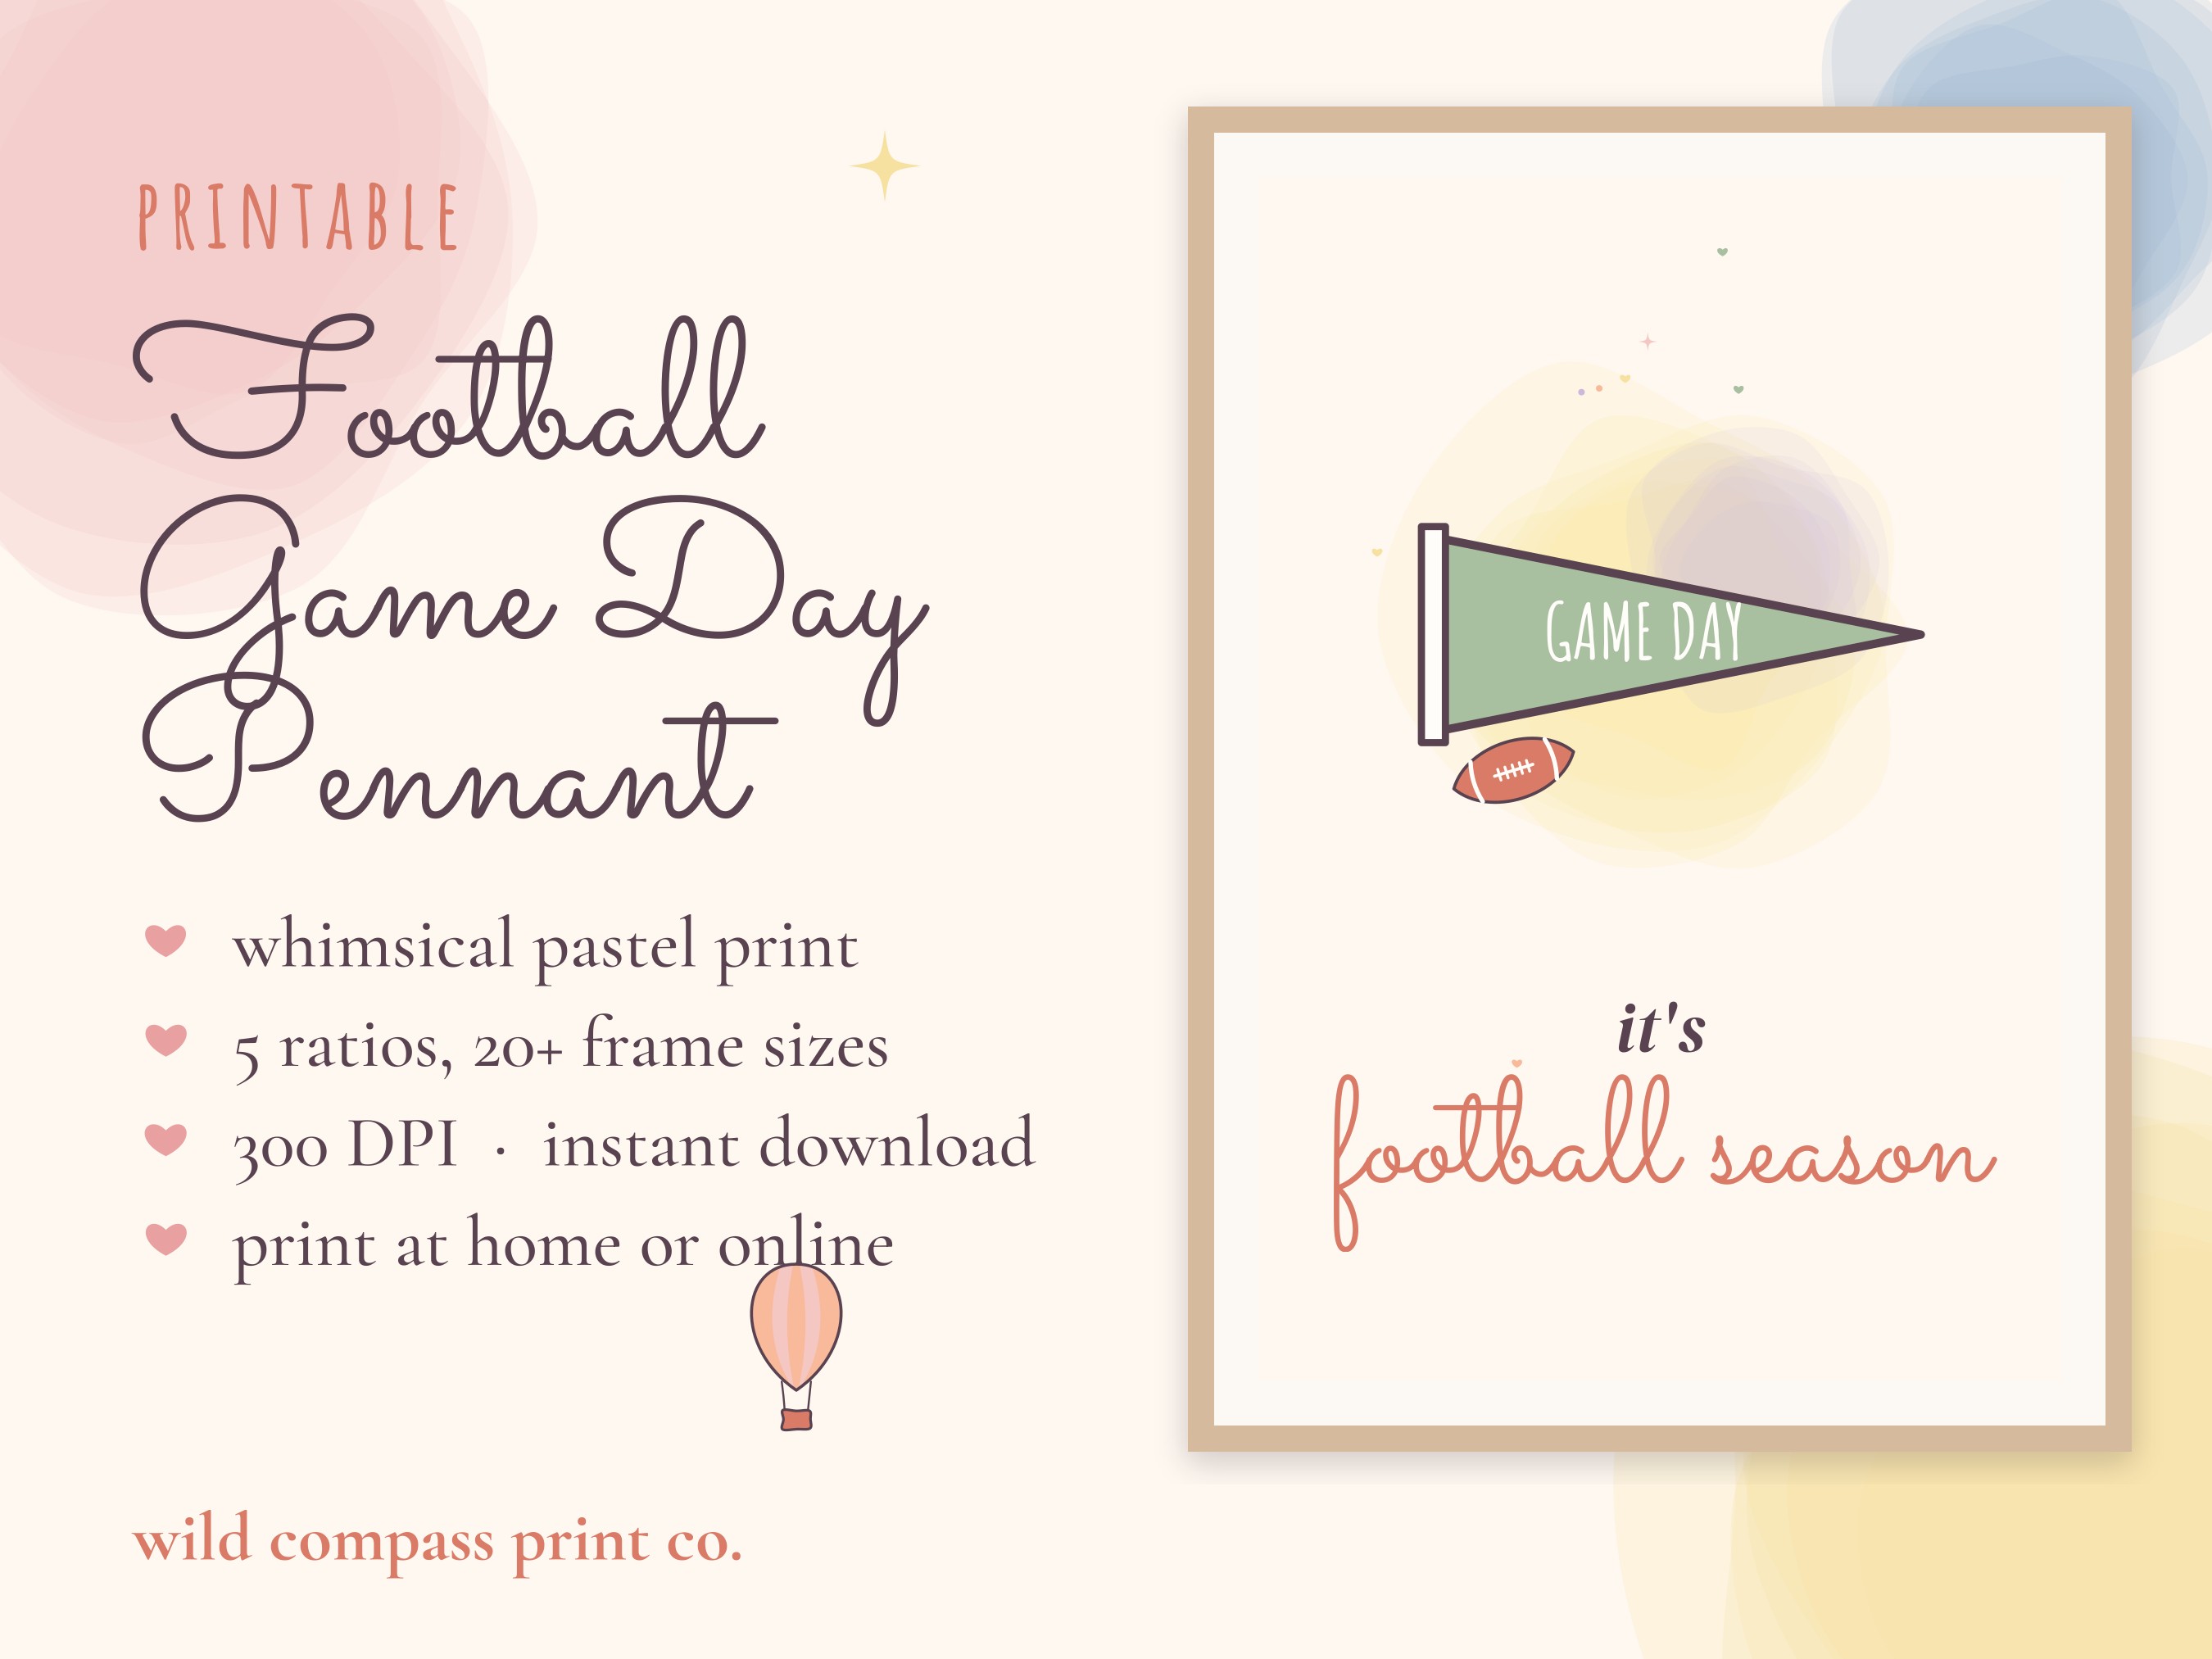 PRINTABLE
Football
Game Day
Pennant
whimsical pastel print
5 ratios, 20+ frame sizes
300 DPI · instant download
print at home or online
wild compass print co.
GAME DAY
it's
football season